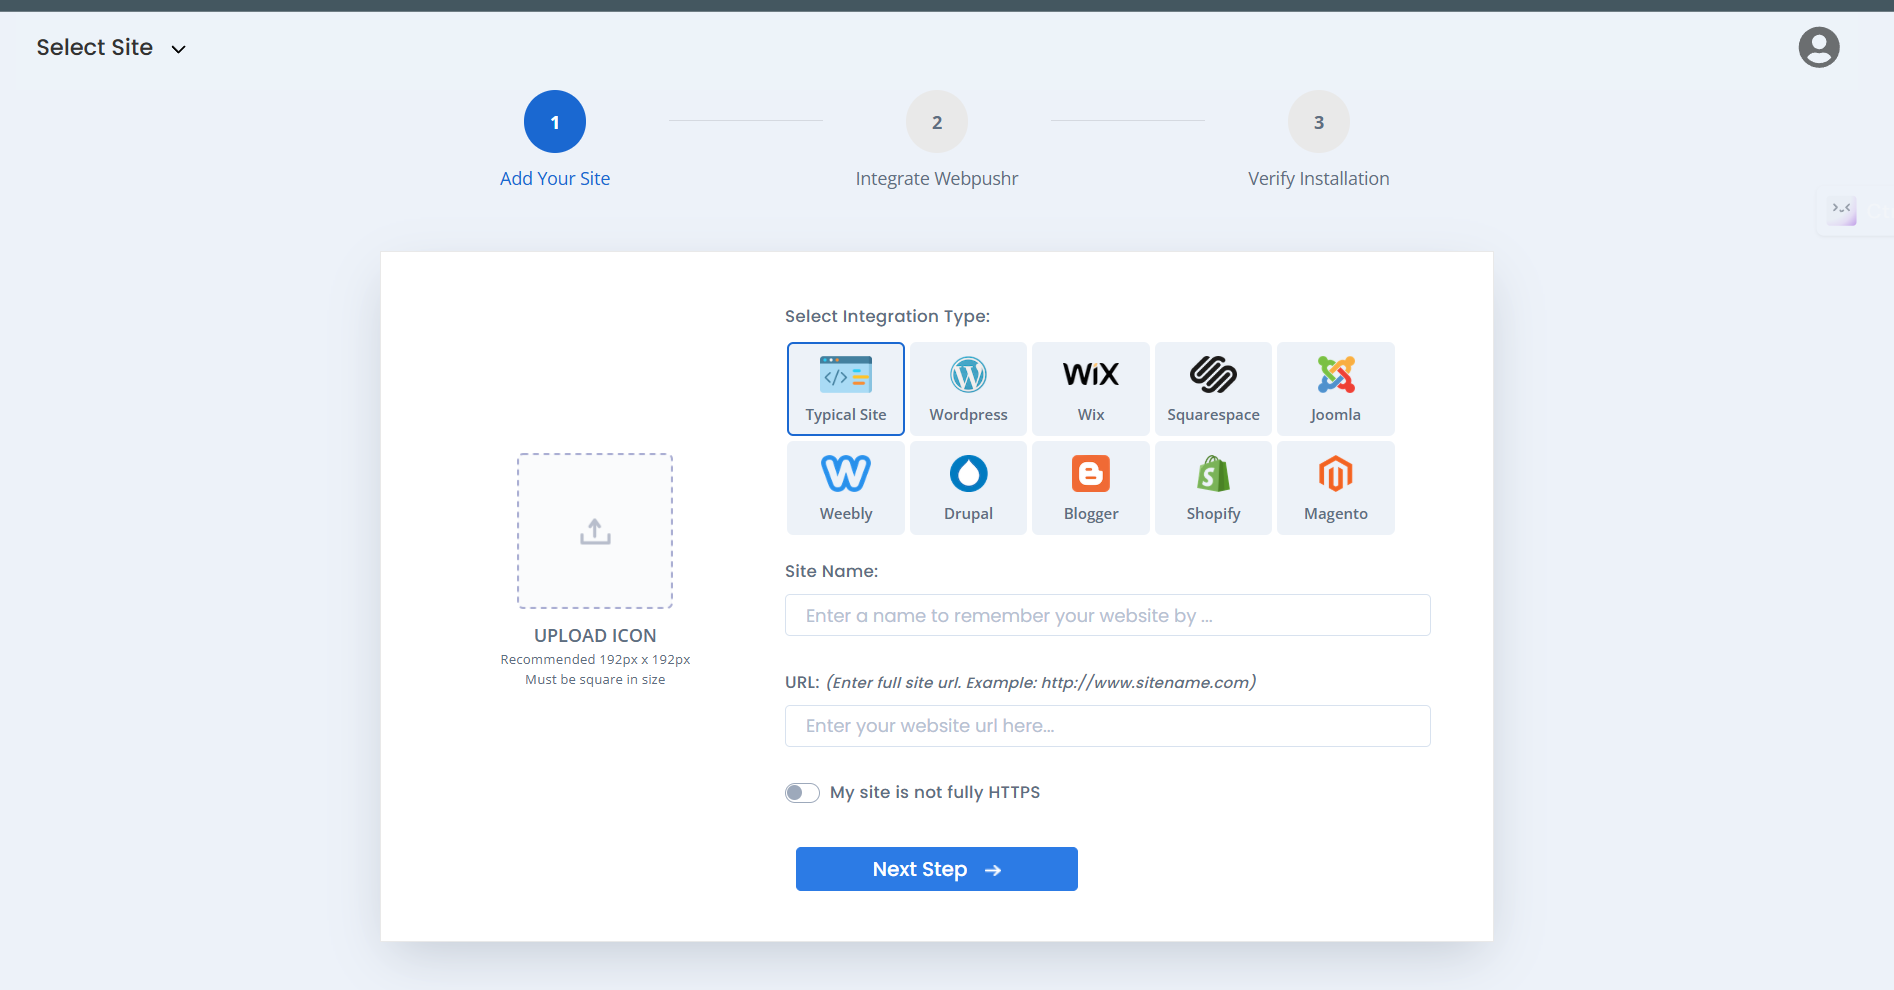 Select Site
1
2
3
Add Your Site
Integrate Webpushr
Verify Installation
Select Integration Type:
</>
Typical Site
Wordpress
WiX
Wix
Squarespace
Joomla
Weebly
Drupal
Blogger
Shopify
Magento
UPLOAD ICON
Recommended 192px x 192px
Must be square in size
Site Name:
Enter a name to remember your website by ...
URL: (Enter full site url. Example: http://www.sitename.com)
Enter your website url here...
My site is not fully HTTPS
Next Step